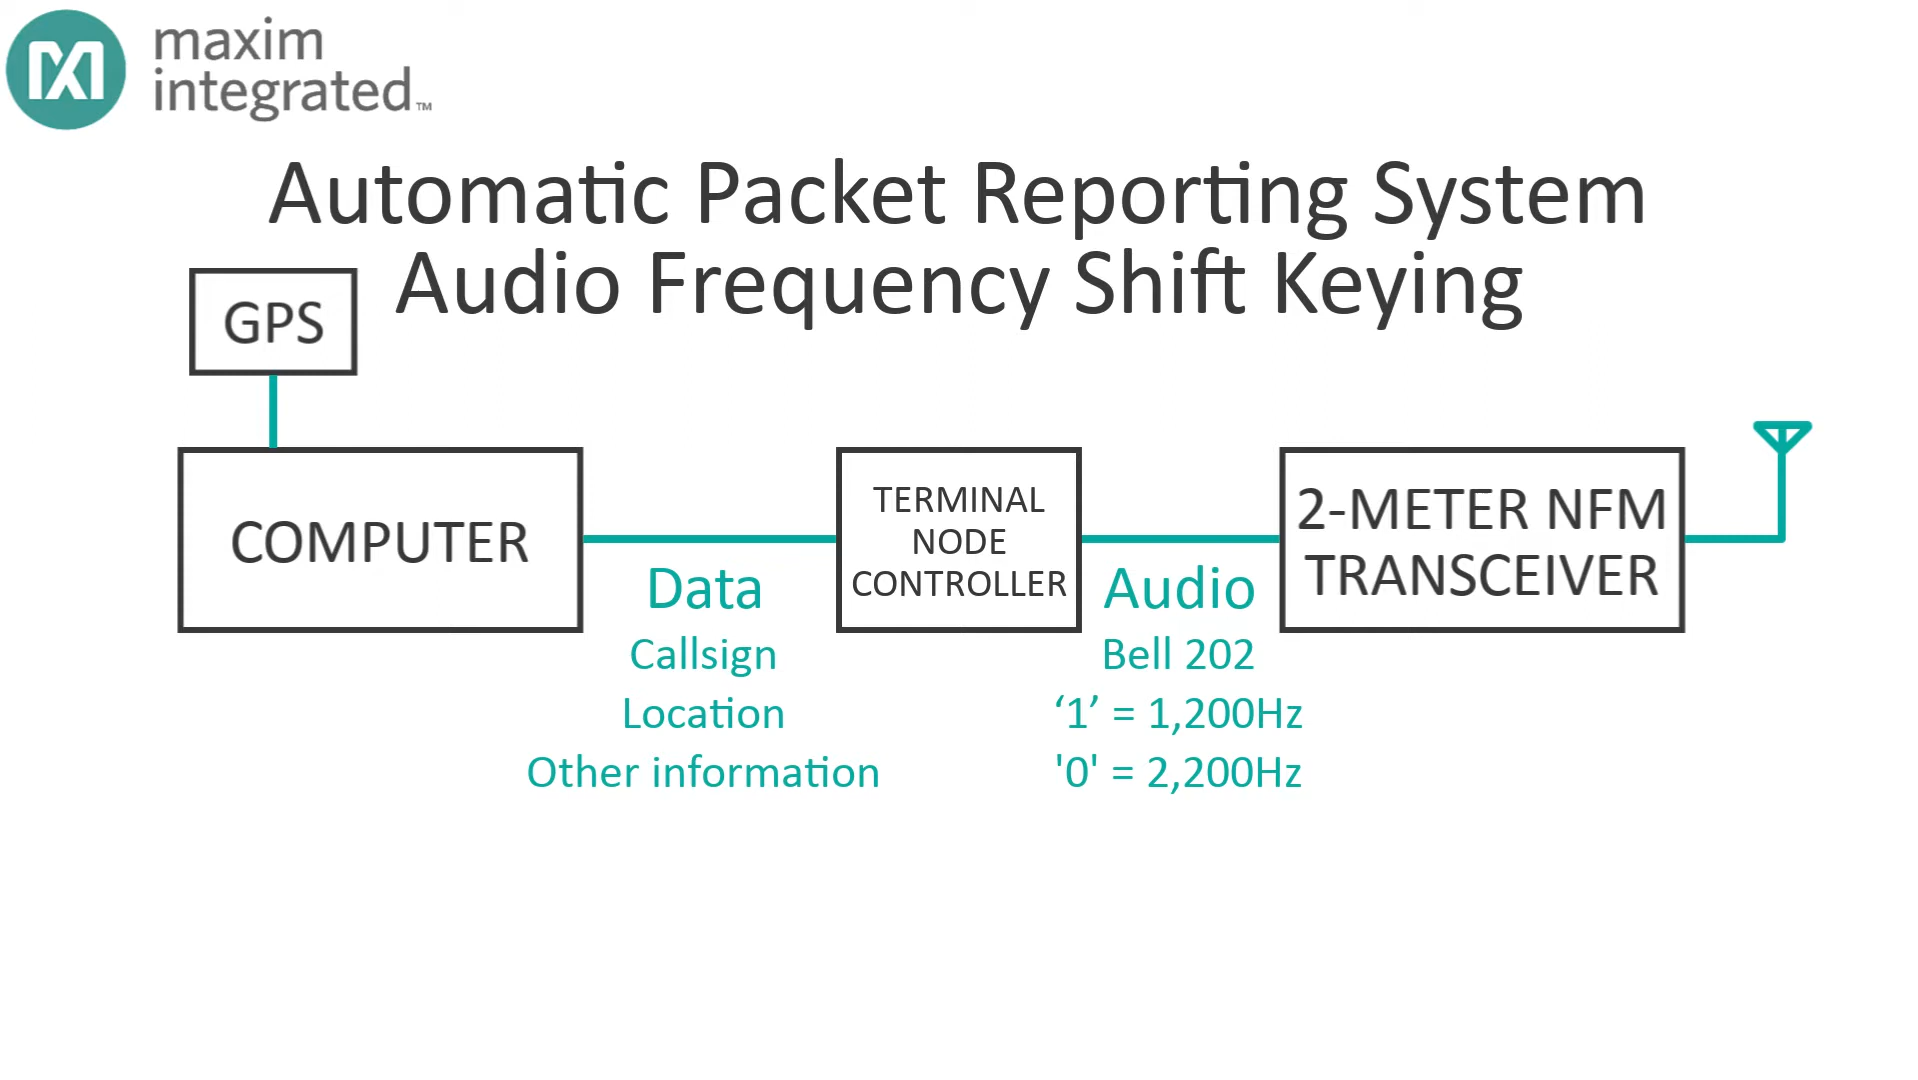 maxim
integrated™
Automatic Packet Reporting System
Audio Frequency Shift Keying
GPS
COMPUTER
TERMINAL
NODE
CONTROLLER
2-METER NFM
TRANSCEIVER
Data
Callsign
Location
Other information
Audio
Bell 202
‘1’ = 1,200Hz
'0' = 2,200Hz